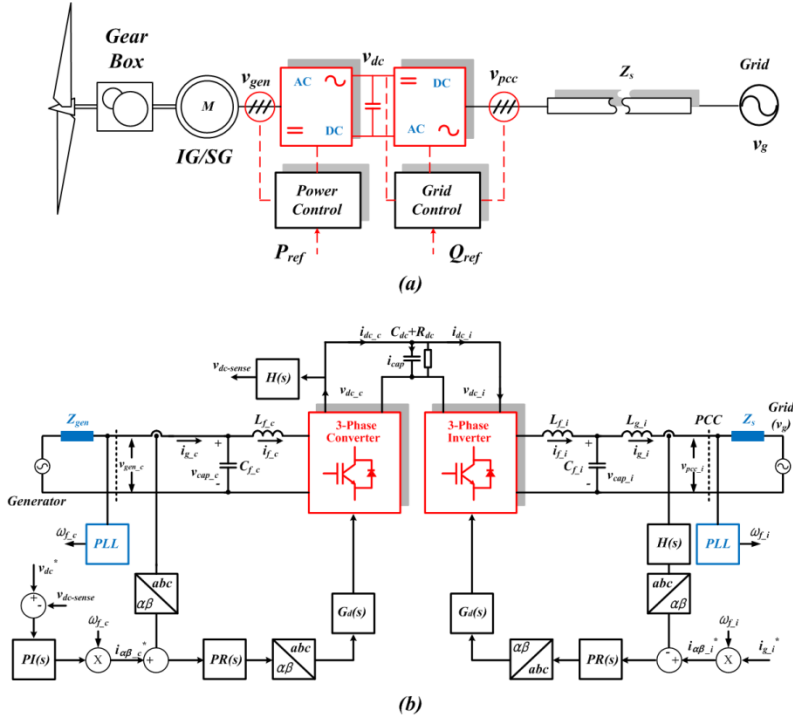 Gear
Box
v_gen
v_dc
v_pcc
Z_s
Grid
AC
DC
DC
AC
M
IG/SG
v_g
Power
Control
Grid
Control
P_ref
Q_ref
(a)
i_dc_c
C_dc+R_dc
i_dc_i
i_cap
v_dc-sense
H(s)
v_dc_c
v_dc_i
Z_gen
L_f_c
3-Phase
Converter
3-Phase
Inverter
L_f_i
L_g_i
PCC
Z_s
Grid
(v_g)
i_g_c
+
i_f_c
i_f_i
+
i_g_i
v_gen_c
v_cap_c
C_f_c
C_f_i
v_cap_i
v_pcc_i
-
-
Generator
ω_f_c
PLL
H(s)
PLL
ω_f_i
v_dc*
abc
αβ
abc
αβ
+
-
v_dc-sense
G_d(s)
G_d(s)
ω_f_c
ω_f_i
PI(s)
X
i_αβ_c*
+
PR(s)
abc
αβ
αβ
abc
PR(s)
-
+
i_αβ_i*
X
i_g_i*
(b)